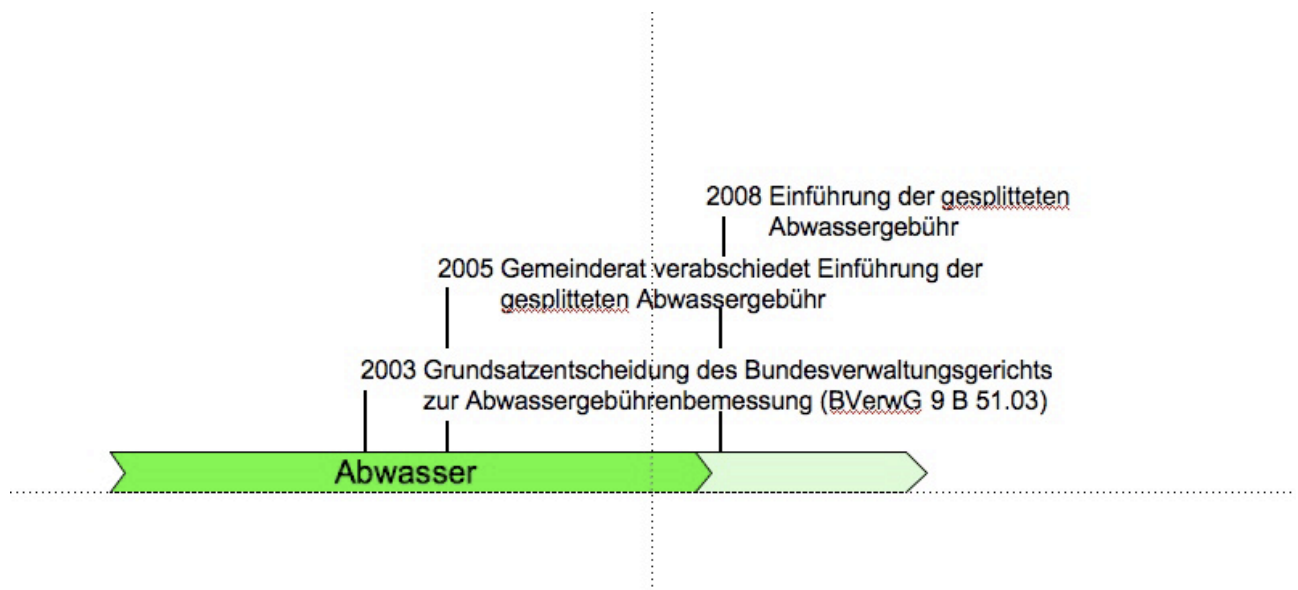 2008 Einführung der gesplitteten
Abwassergebühr
2005 Gemeinderat verabschiedet Einführung der
gesplitteten Abwassergebühr
2003 Grundsatzentscheidung des Bundesverwaltungsgerichts
zur Abwassergebührenbemessung (BVerwG 9 B 51.03)
Abwasser